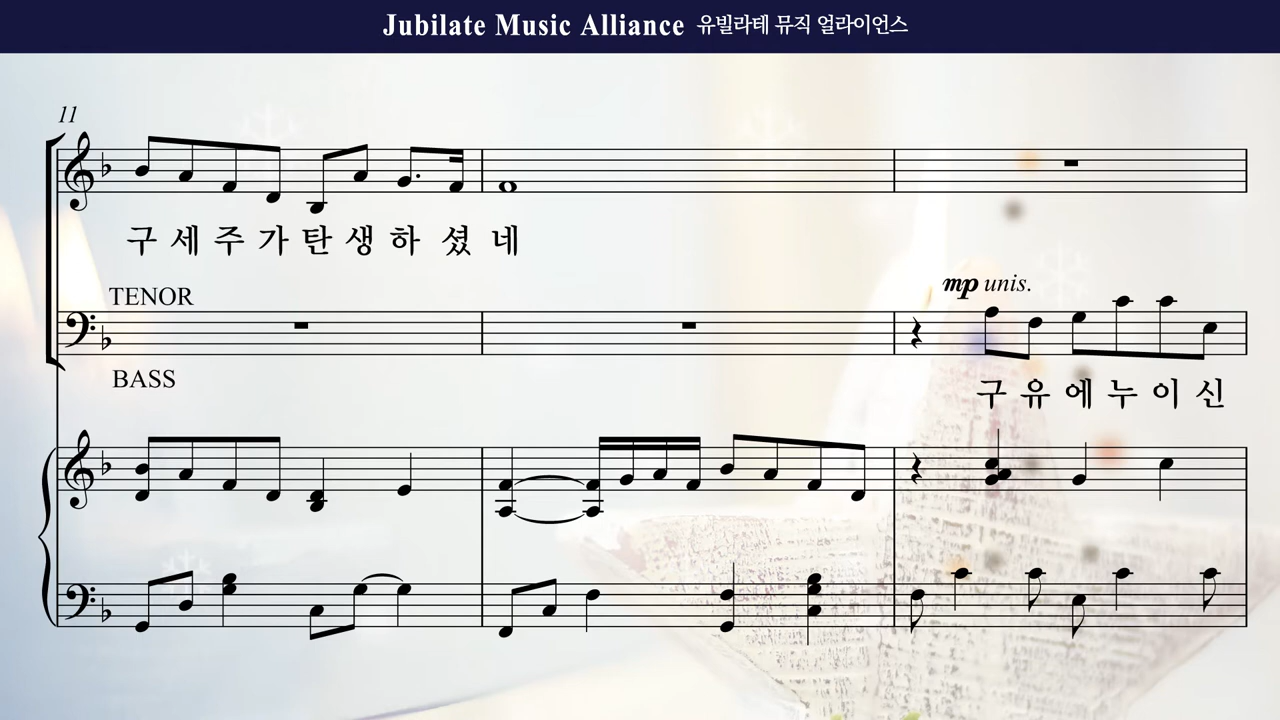 Jubilate Music Alliance 유빌라테 뮤직 얼라이언스
11
구 세 주 가 탄 생 하 셨 네
TENOR
mp unis.
BASS
구 유 에 누 이 신